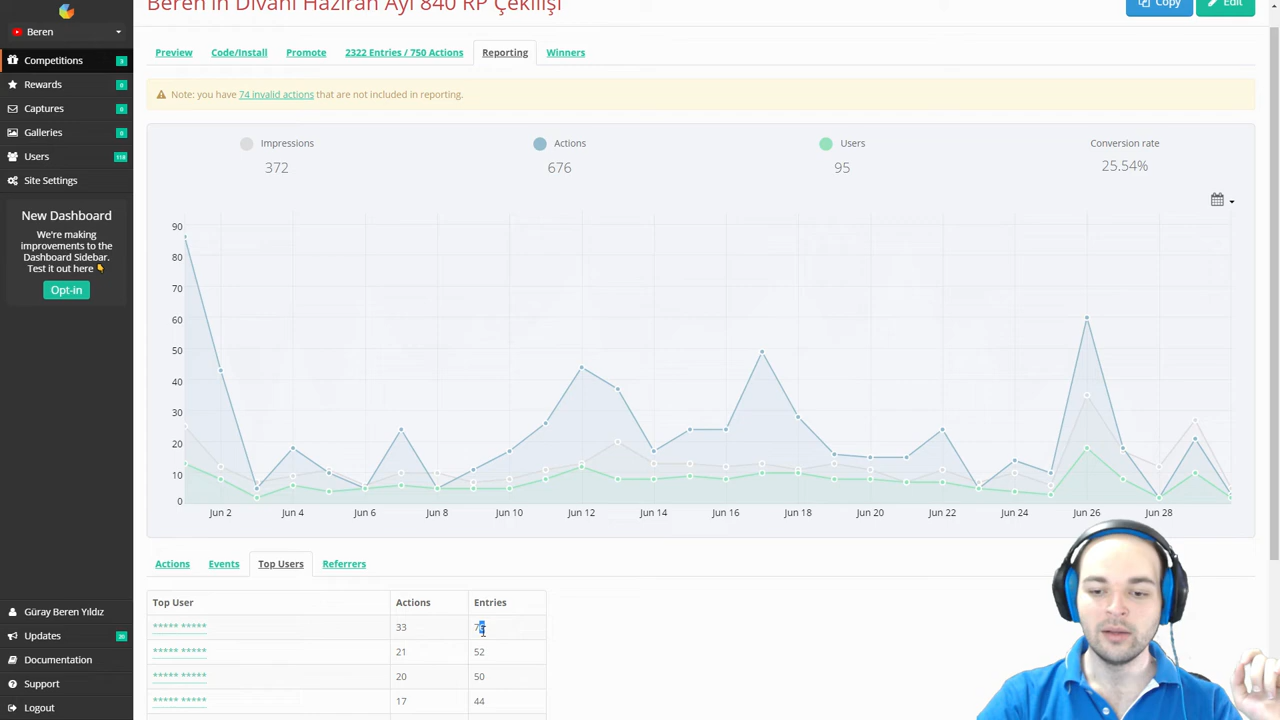 Beren'in Divanı Haziran Ayı 840 RP Çekilişi
Copy
Edit
Beren
Competitions 3
Rewards 0
Captures 0
Galleries 0
Users 118
Site Settings
New Dashboard
We're making
improvements to the
Dashboard Sidebar.
Test it out here 👇
Opt-in
Güray Beren Yıldız
Updates 20
Documentation
Support
Logout
Preview
Code/Install
Promote
2322 Entries / 750 Actions
Reporting
Winners
Note: you have 74 invalid actions that are not included in reporting.
Impressions
372
Actions
676
Users
95
Conversion rate
25.54%
90
80
70
60
50
40
30
20
10
0
Jun 2 Jun 4 Jun 6 Jun 8 Jun 10 Jun 12 Jun 14 Jun 16 Jun 18 Jun 20 Jun 22 Jun 24 Jun 26 Jun 28
Actions
Events
Top Users
Referrers
Top User Actions Entries
***** ***** 33
***** ***** 21 52
***** ***** 20 50
***** ***** 17 44